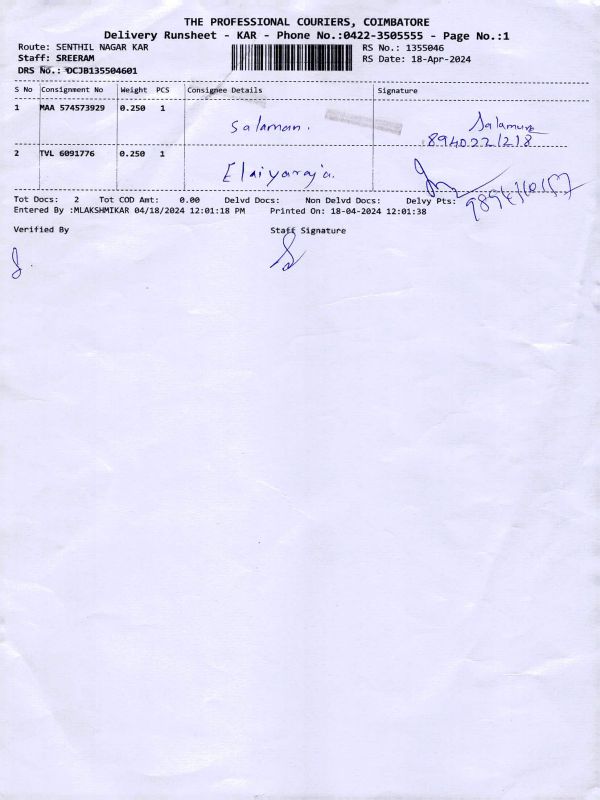 THE PROFESSIONAL COURIERS, COIMBATORE
Delivery Runsheet - KAR - Phone No.:0422-3505555 - Page No.:1
Route: SENTHIL NAGAR KAR
RS No.: 1355046
Staff: SREERAM
RS Date: 18-Apr-2024
DRS No.: DCJB135504601
S No Consignment No Weight PCS Consignee Details Signature
1 MAA 574573929 0.250 1
Salaman. Salaman
8940221218
2 TVL 6091776 0.250 1
Elaiyaraja.
Tot Docs: 2 Tot COD Amt: 0.00 Delvd Docs: Non Delvd Docs: Delvy Pts:
Entered By :MLAKSHMIKAR 04/18/2024 12:01:18 PM Printed On: 18-04-2024 12:01:38
Verified By Staff Signature